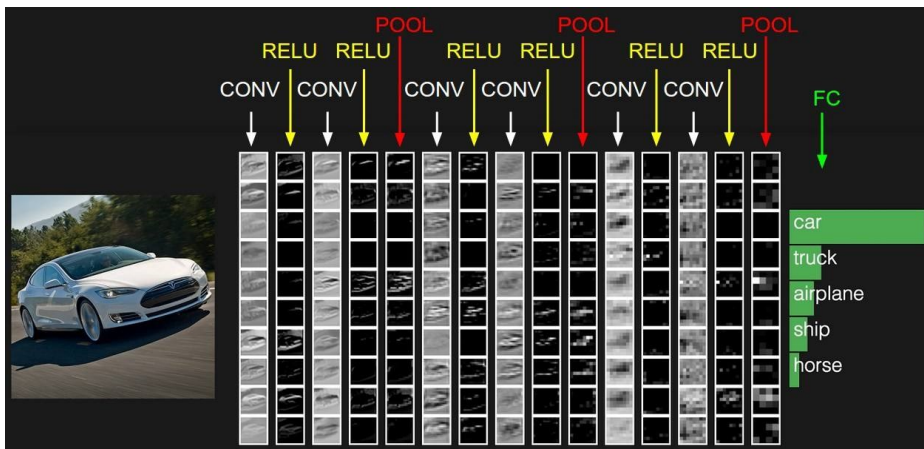 POOL POOL POOL
RELU RELU RELU RELU RELU RELU
CONV CONV CONV CONV CONV CONV
FC
car
truck
airplane
ship
horse